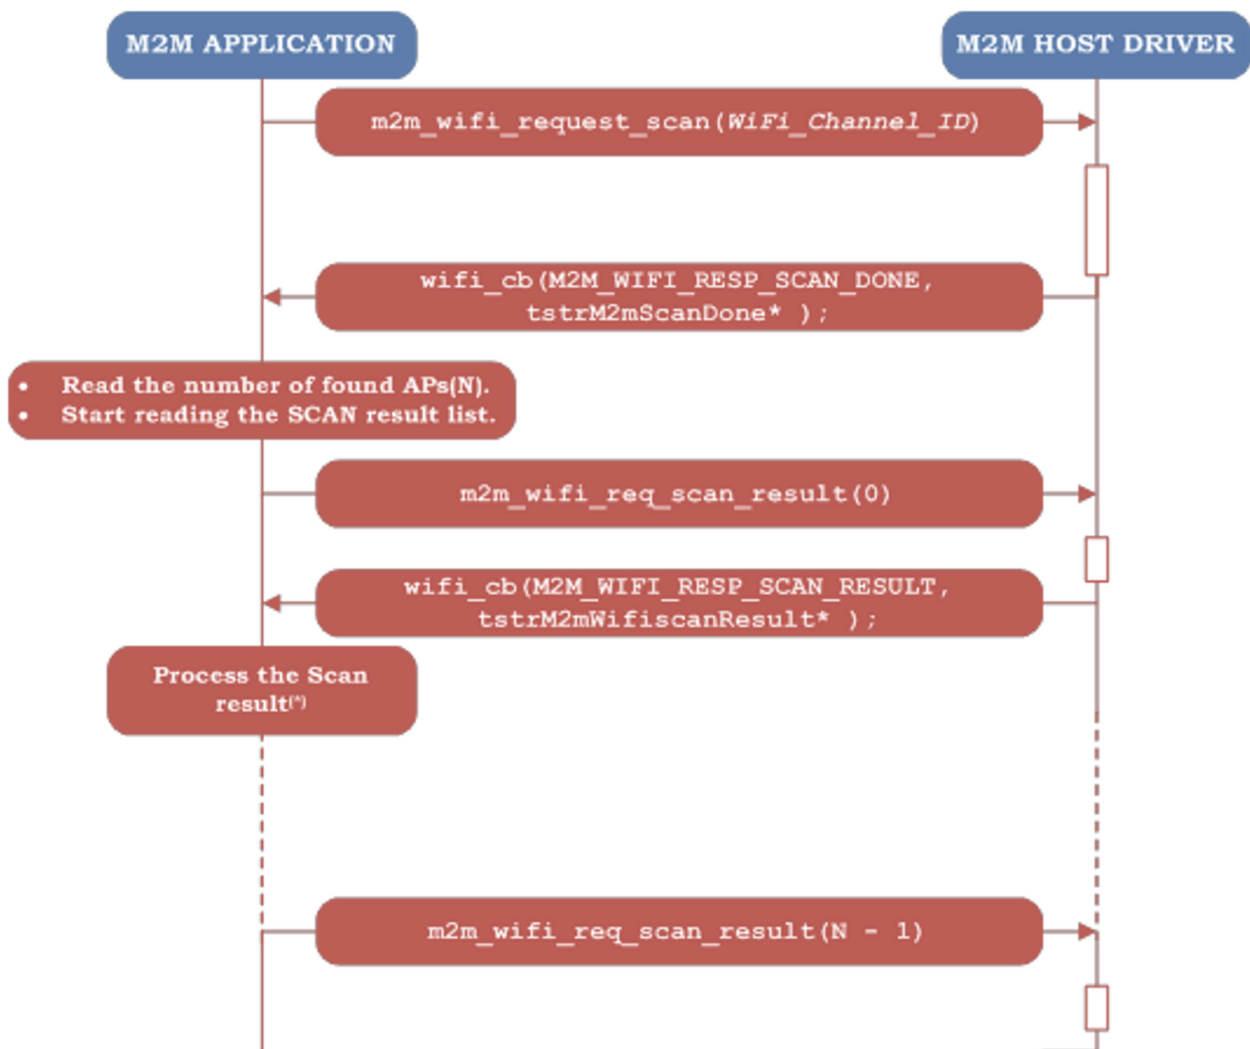 M2M APPLICATION
M2M HOST DRIVER
m2m_wifi_request_scan(WiFi_Channel_ID)
wifi_cb(M2M_WIFI_RESP_SCAN_DONE,
tstrM2mScanDone* );
• Read the number of found APs(N).
• Start reading the SCAN result list.
m2m_wifi_req_scan_result(0)
wifi_cb(M2M_WIFI_RESP_SCAN_RESULT,
tstrM2mWifiscanResult* );
Process the Scan
result(*)
m2m_wifi_req_scan_result(N - 1)